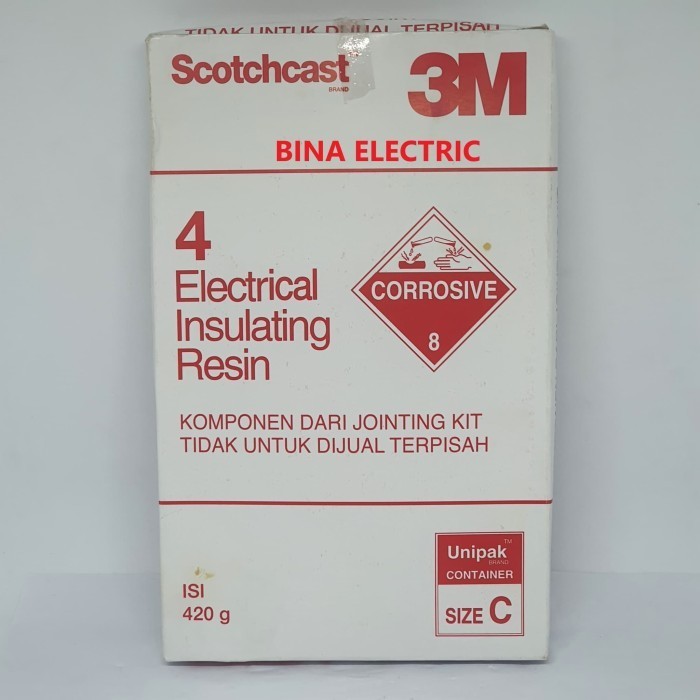 TIDAK UNTUK DIJUAL TERPISAH
Scotchcast
BRAND
3M
BINA ELECTRIC
4
Electrical
Insulating
Resin
CORROSIVE
8
KOMPONEN DARI JOINTING KIT
TIDAK UNTUK DIJUAL TERPISAH
Unipak TM
BRAND
CONTAINER
SIZE C
ISI
420 g